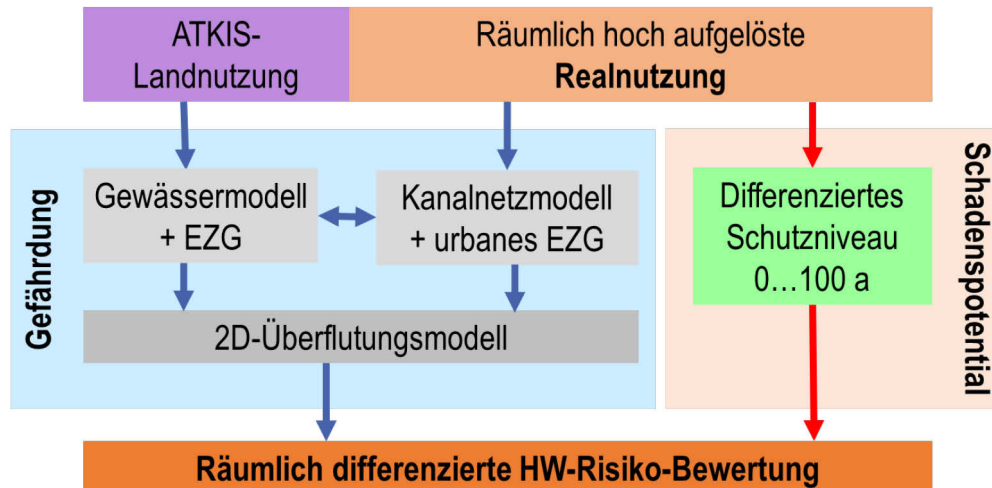 ATKIS-
Landnutzung
Räumlich hoch aufgelöste
Realnutzung
Gefährdung
Gewässermodell
+ EZG
Kanalnetzmodell
+ urbanes EZG
2D-Überflutungsmodell
Differenziertes
Schutzniveau
0…100 a
Schadenspotential
Räumlich differenzierte HW-Risiko-Bewertung